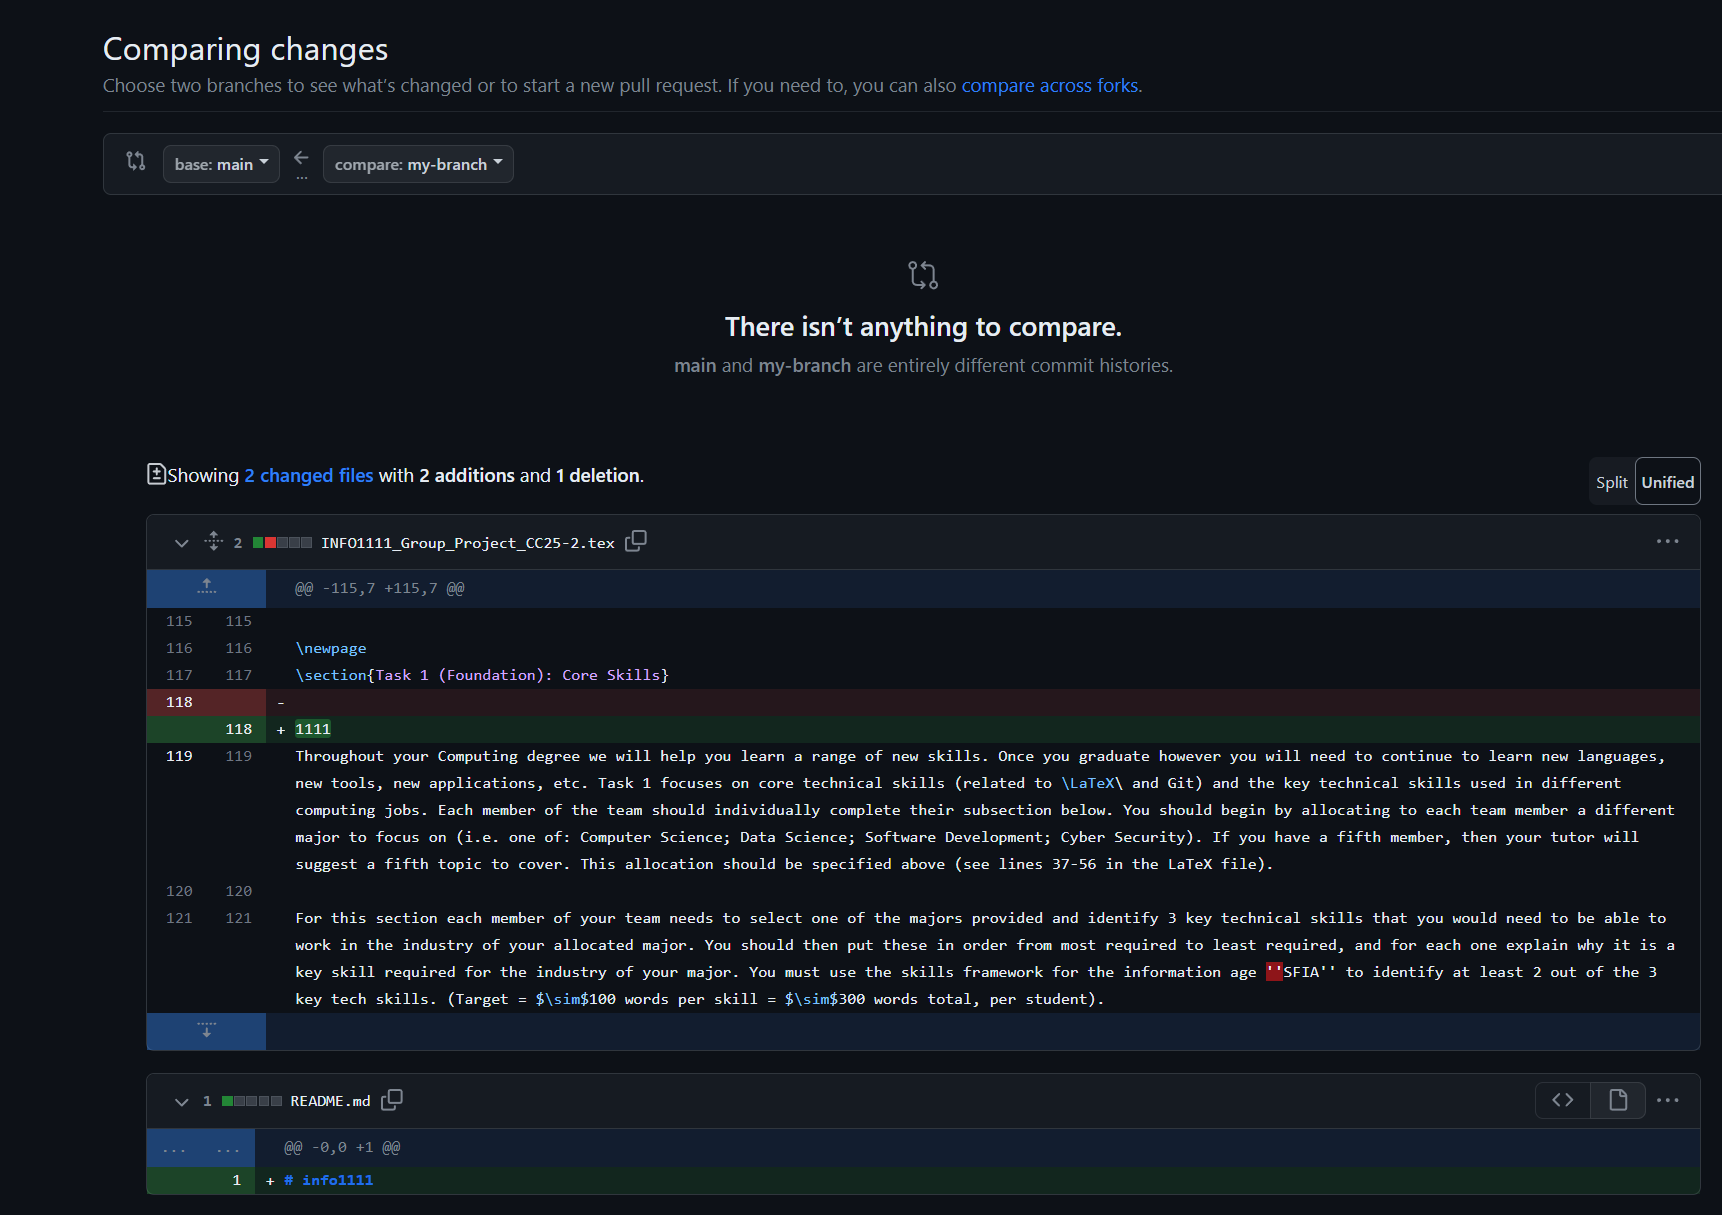 Comparing changes
Choose two branches to see what’s changed or to start a new pull request. If you need to, you can also compare across forks.
base: main ← compare: my-branch
...
There isn’t anything to compare.
main and my-branch are entirely different commit histories.
Showing 2 changed files with 2 additions and 1 deletion.
Split Unified
2 INFO1111_Group_Project_CC25-2.tex
@@ -115,7 +115,7 @@
115 115
116 116 \newpage
117 117 \section{Task 1 (Foundation): Core Skills}
118 -
118 + 1111
119 119 Throughout your Computing degree we will help you learn a range of new skills. Once you graduate however you will need to continue to learn new languages,
new tools, new applications, etc. Task 1 focuses on core technical skills (related to \LaTeX\ and Git) and the key technical skills used in different
computing jobs. Each member of the team should individually complete their subsection below. You should begin by allocating to each team member a different
major to focus on (i.e. one of: Computer Science; Data Science; Software Development; Cyber Security). If you have a fifth member, then your tutor will
suggest a fifth topic to cover. This allocation should be specified above (see lines 37-56 in the LaTeX file).
120 120
121 121 For this section each member of your team needs to select one of the majors provided and identify 3 key technical skills that you would need to be able to
work in the industry of your allocated major. You should then put these in order from most required to least required, and for each one explain why it is a
key skill required for the industry of your major. You must use the skills framework for the information age ''SFIA'' to identify at least 2 out of the 3
key tech skills. (Target = $\sim$100 words per skill = $\sim$300 words total, per student).
1 README.md
... ... @@ -0,0 +1 @@
1 + # info1111